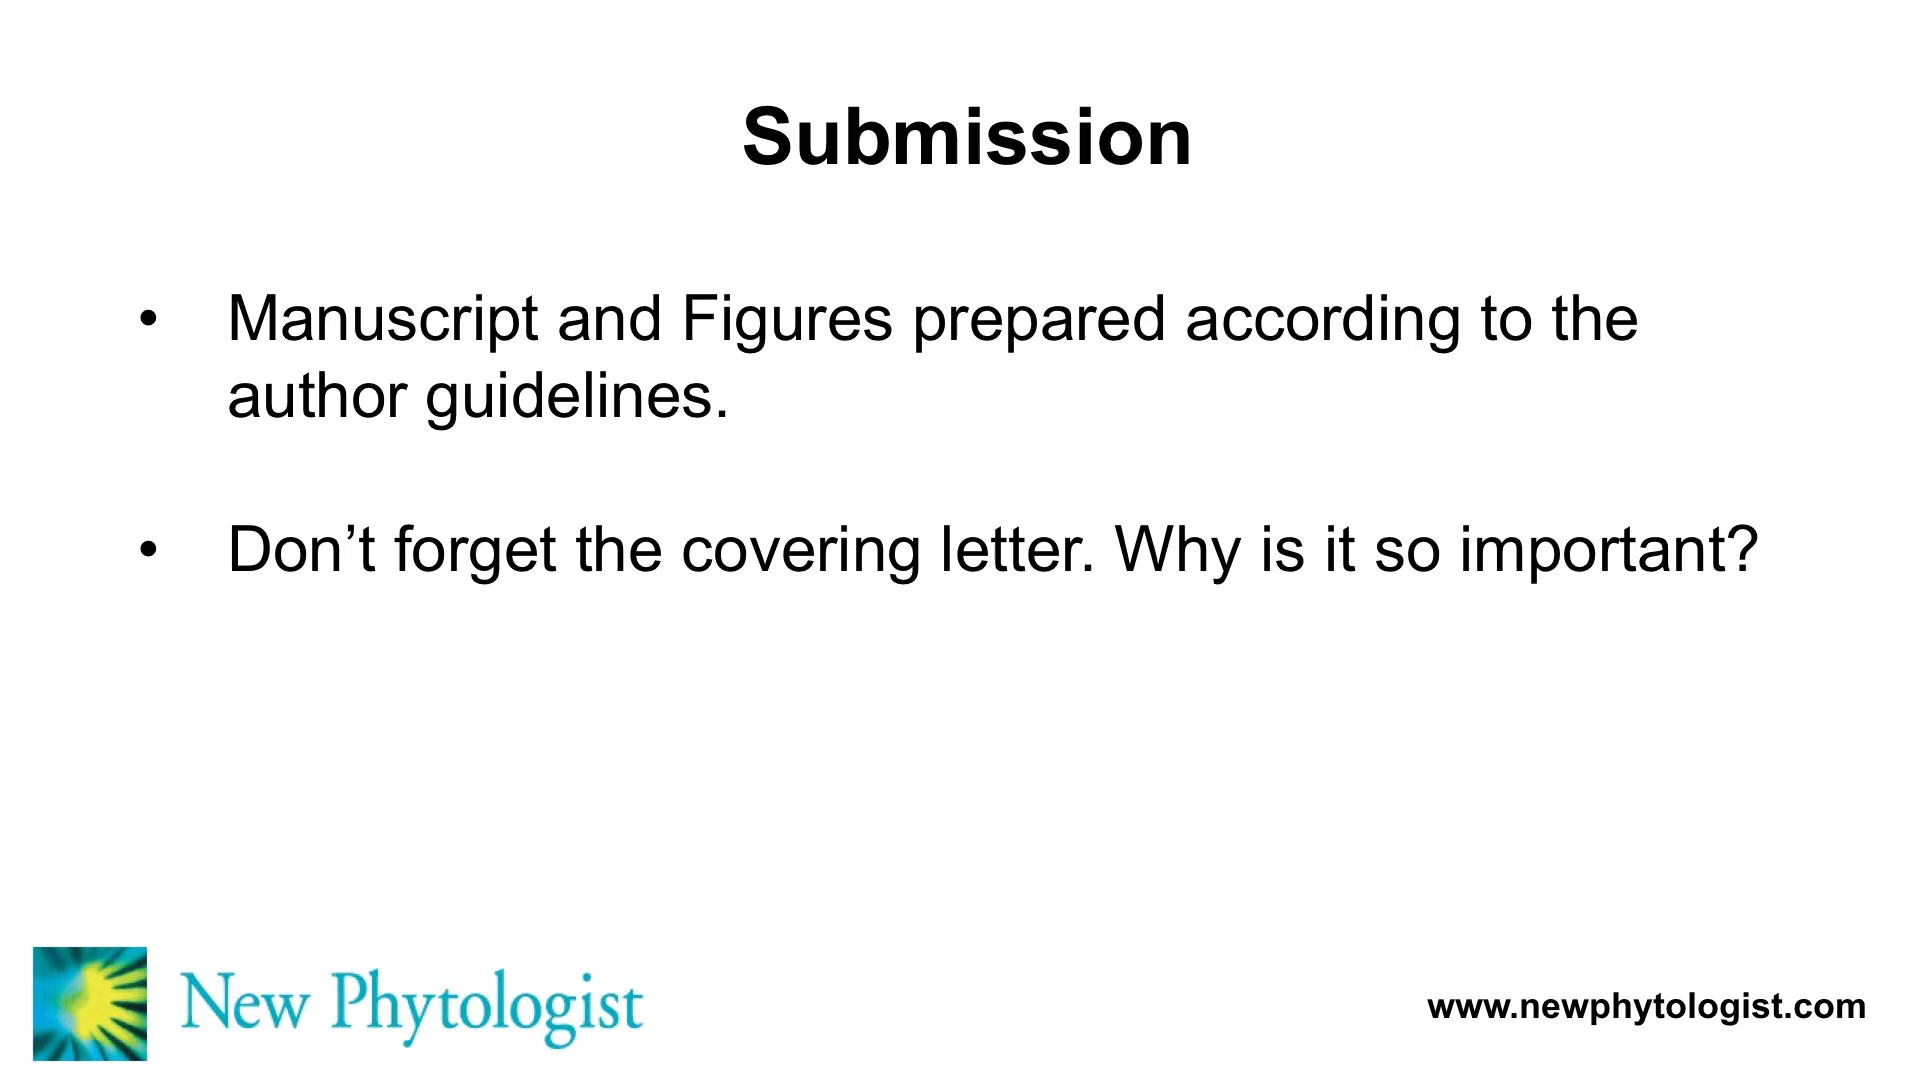 Submission
• Manuscript and Figures prepared according to the
author guidelines.
• Don’t forget the covering letter. Why is it so important?
New Phytologist
www.newphytologist.com